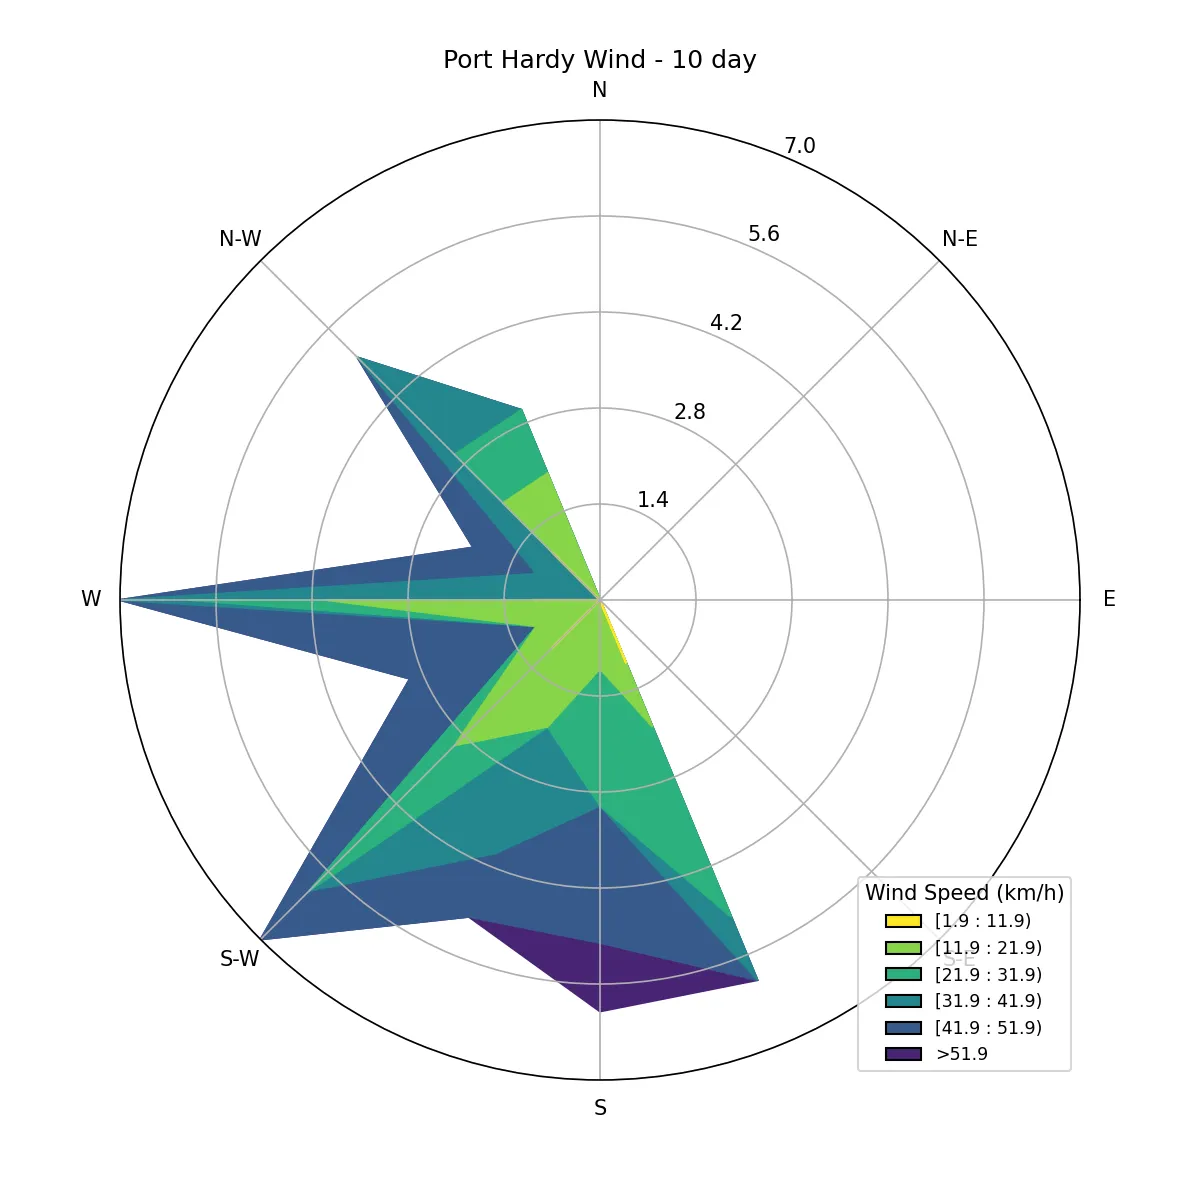 Port Hardy Wind - 10 day
N
7.0
N-W
5.6
N-E
4.2
2.8
1.4
W
E
S-W
S-E
S
Wind Speed (km/h)
[1.9 : 11.9)
[11.9 : 21.9)
[21.9 : 31.9)
[31.9 : 41.9)
[41.9 : 51.9)
>51.9